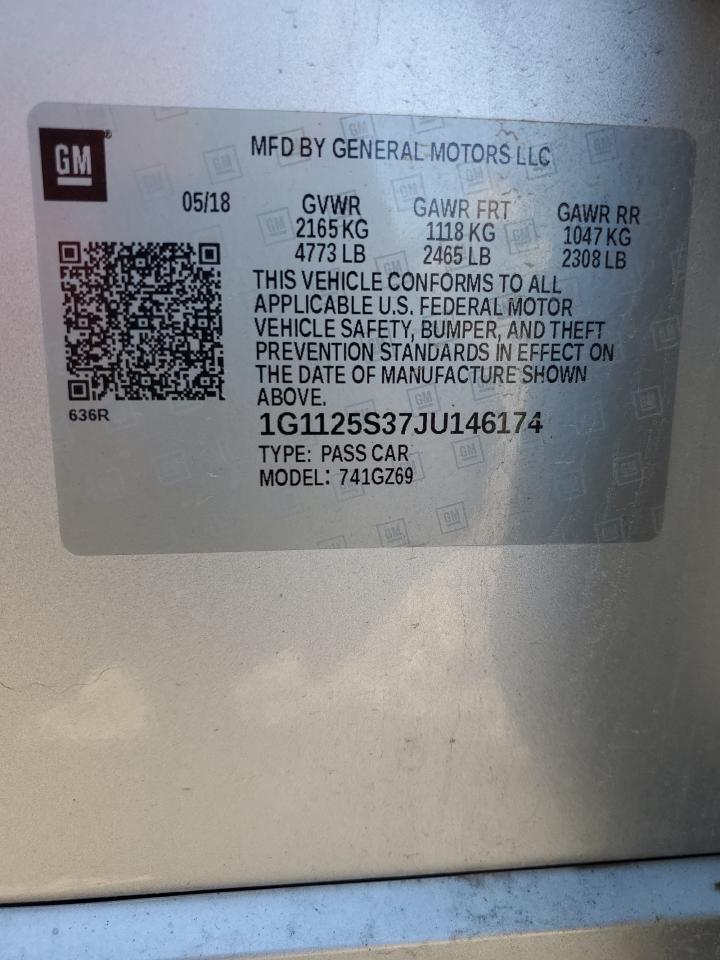 GM
MFD BY GENERAL MOTORS LLC
05/18 GVWR GAWR FRT GAWR RR
2165 KG 1118 KG 1047 KG
4773 LB 2465 LB 2308 LB
THIS VEHICLE CONFORMS TO ALL
APPLICABLE U.S. FEDERAL MOTOR
VEHICLE SAFETY, BUMPER, AND THEFT
PREVENTION STANDARDS IN EFFECT ON
THE DATE OF MANUFACTURE SHOWN
ABOVE.
636R
1G1125S37JU146174
TYPE: PASS CAR
MODEL: 741GZ69